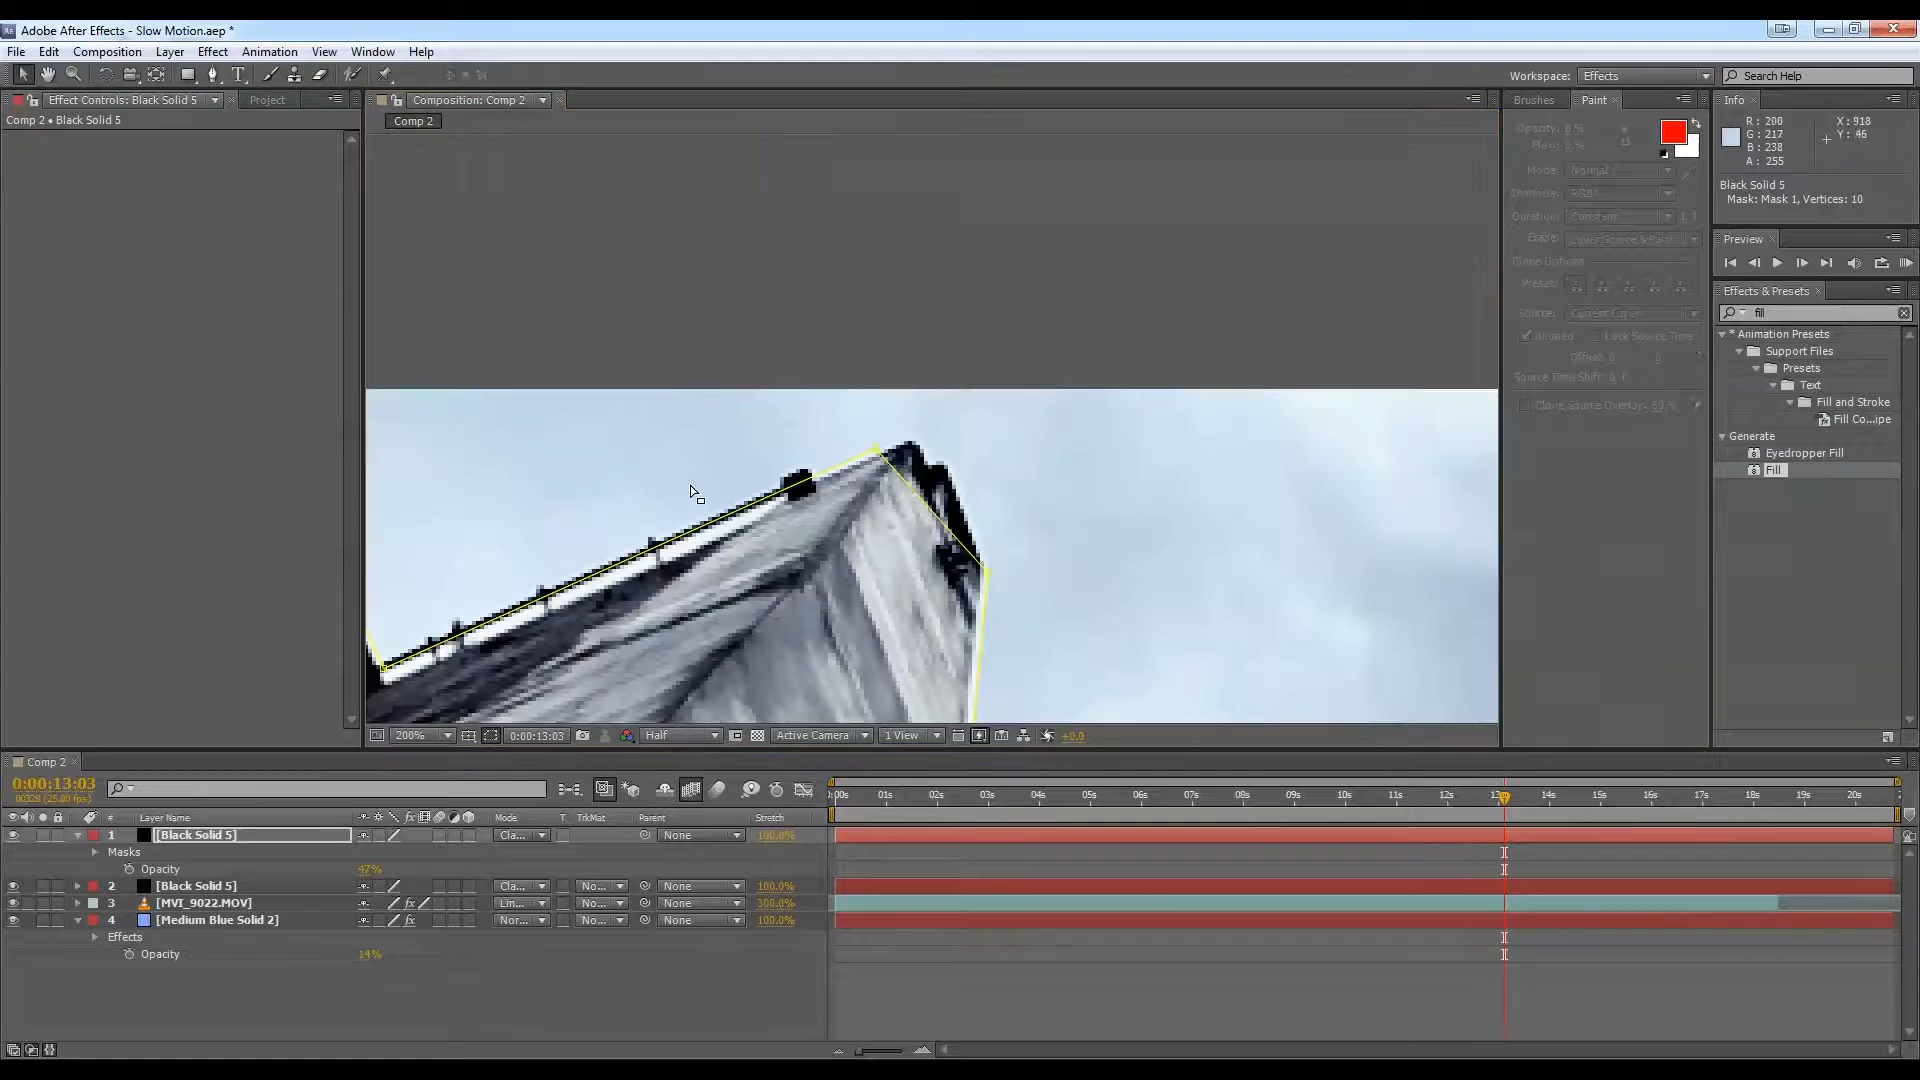 Adobe After Effects - Slow Motion.aep *
File Edit Composition Layer Effect Animation View Window Help
Workspace: Effects Search Help
Effect Controls: Black Solid 5 Project
Comp 2 • Black Solid 5
Composition: Comp 2
Comp 2
Brushes Paint
Opacity: 0 %
Flow: 0 %
Mode: Normal
Channels: RGBA
Duration: Constant 1 f
Erase: Layer Source & Paint
Clone Options
Preset:
Source: Current Layer
Aligned Lock Source Time
Offset: 0 0
Source Time Shift: 0 f
Clone Source Overlay: 50 %
Info
R: 200
G: 217
B: 238
A: 255
X: 918
Y: 46
Black Solid 5
Mask: Mask 1, Vertices: 10
Preview
Effects & Presets
fill
* Animation Presets
Support Files
Presets
Text
Fill and Stroke
Fill Co...ipe
Generate
Eyedropper Fill
Fill
200% 0:00:13:03 Half Active Camera 1 View +0.0
Comp 2
0:00:13:03
00328 (25.00 fps)
# Layer Name Mode T TrkMat Parent Stretch
:00s 01s 02s 03s 04s 05s 06s 07s 08s 09s 10s 11s 12s 13s 14s 15s 16s 17s 18s 19s 20s
1 [Black Solid 5] Cla... None 100.0%
Masks
Opacity 47%
2 [Black Solid 5] Cla... No... None 100.0%
3 [MVI_9022.MOV] fx Lin... No... None 300.0%
4 [Medium Blue Solid 2] fx Nor... No... None 100.0%
Effects
Opacity 14%